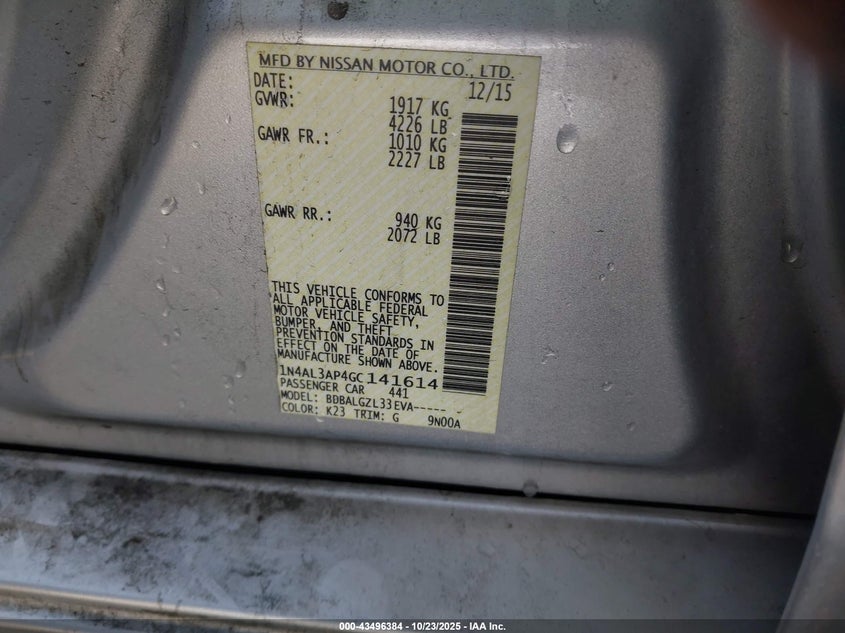 MFD BY NISSAN MOTOR CO., LTD.
DATE: 12/15
GVWR: 1917 KG
4226 LB
GAWR FR.: 1010 KG
2227 LB
GAWR RR.: 940 KG
2072 LB
THIS VEHICLE CONFORMS TO
ALL APPLICABLE FEDERAL
MOTOR VEHICLE SAFETY,
BUMPER, AND THEFT
PREVENTION STANDARDS IN
EFFECT ON THE DATE OF
MANUFACTURE SHOWN ABOVE.
1N4AL3AP4GC141614
PASSENGER CAR 441
MODEL: BDBALGZL33EVA-----
COLOR: K23 TRIM: G 9N00A
000-43496384 | 10/23/2025 - IAA Inc.